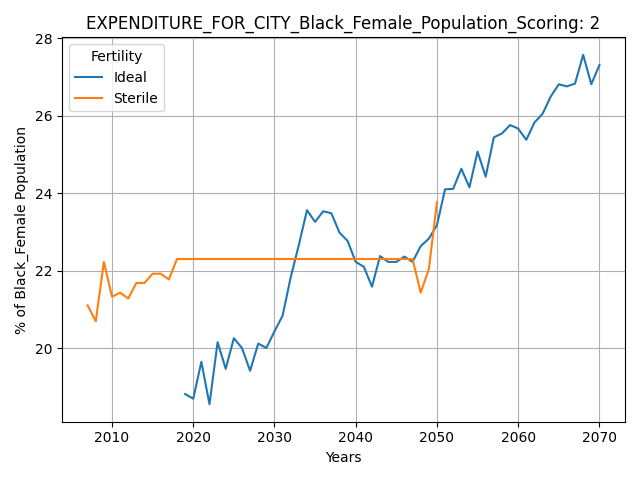 EXPENDITURE_FOR_CITY_Black_Female_Population_Scoring: 2
Fertility
Ideal
Sterile
% of Black_Female Population
28
26
24
22
20
2010 2020 2030 2040 2050 2060 2070
Years